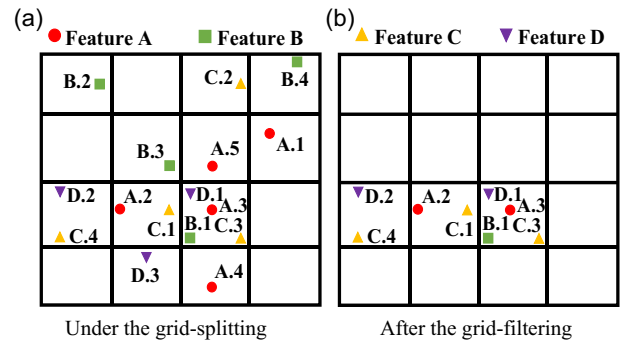 (a) Feature A Feature B (b) Feature C Feature D
B.2 C.2 B.4
A.1
B.3 A.5
D.2 A.2 D.1 A.3
C.4 C.1 B.1 C.3
D.3 A.4
D.2 A.2 D.1 A.3
C.4 C.1 B.1 C.3
Under the grid-splitting After the grid-filtering